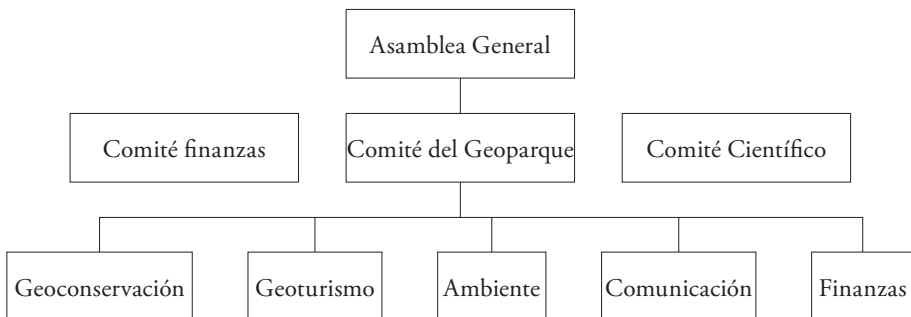 Asamblea General
Comité finanzas
Comité del Geoparque
Comité Científico
Geoconservación
Geoturismo
Ambiente
Comunicación
Finanzas